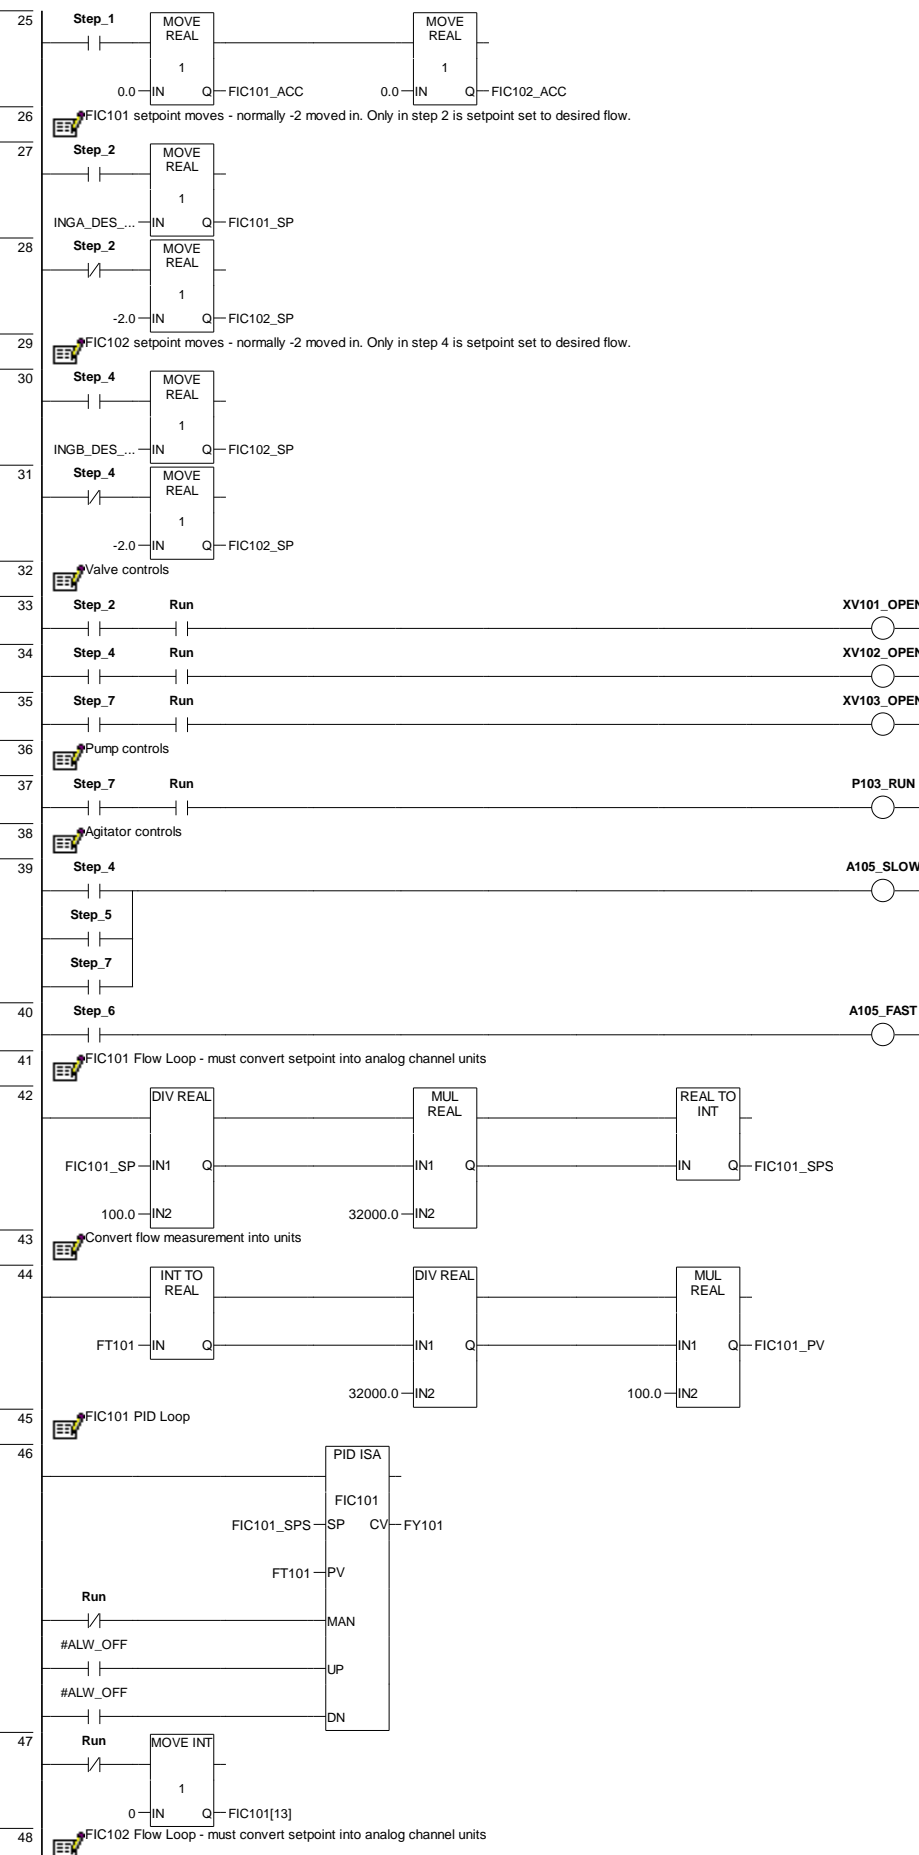 25
Step_1
MOVE REAL
MOVE REAL
1
1
0.0 IN Q FIC101_ACC
0.0 IN Q FIC102_ACC
26
FIC101 setpoint moves - normally -2 moved in. Only in step 2 is setpoint set to desired flow.
27
Step_2
MOVE REAL
1
INGA_DES_... IN Q FIC101_SP
28
Step_2
MOVE REAL
1
-2.0 IN Q FIC102_SP
29
FIC102 setpoint moves - normally -2 moved in. Only in step 4 is setpoint set to desired flow.
30
Step_4
MOVE REAL
1
INGB_DES_... IN Q FIC102_SP
31
Step_4
MOVE REAL
1
-2.0 IN Q FIC102_SP
32
Valve controls
33
Step_2 Run XV101_OPEN
34
Step_4 Run XV102_OPEN
35
Step_7 Run XV103_OPEN
36
Pump controls
37
Step_7 Run P103_RUN
38
Agitator controls
39
Step_4 A105_SLOW
Step_5
Step_7
40
Step_6 A105_FAST
41
FIC101 Flow Loop - must convert setpoint into analog channel units
42
DIV REAL
MUL REAL
REAL TO INT
FIC101_SP IN1 Q
IN1 Q
IN Q FIC101_SPS
100.0 IN2
32000.0 IN2
43
Convert flow measurement into units
44
INT TO REAL
DIV REAL
MUL REAL
FT101 IN Q
IN1 Q
IN1 Q FIC101_PV
32000.0 IN2
100.0 IN2
45
FIC101 PID Loop
46
PID ISA
FIC101
FIC101_SPS SP CV FY101
FT101 PV
Run
MAN
#ALW_OFF
UP
#ALW_OFF
DN
47
Run
MOVE INT
1
0 IN Q FIC101[13]
48
FIC102 Flow Loop - must convert setpoint into analog channel units